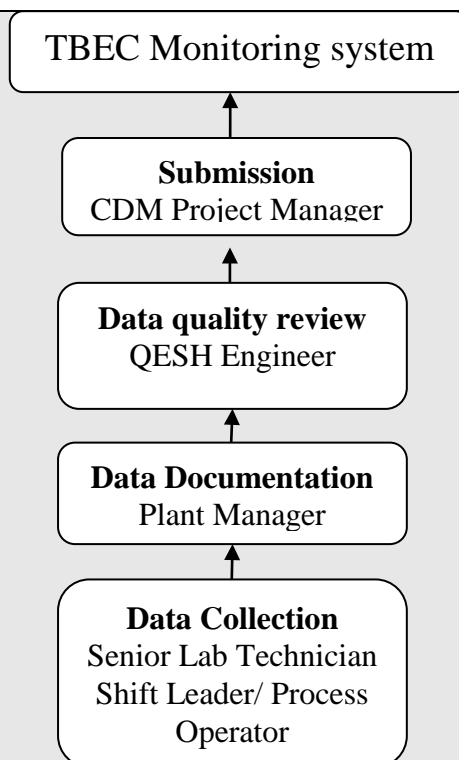 TBEC Monitoring system
Submission
CDM Project Manager
Data quality review
QESH Engineer
Data Documentation
Plant Manager
Data Collection
Senior Lab Technician
Shift Leader/ Process
Operator